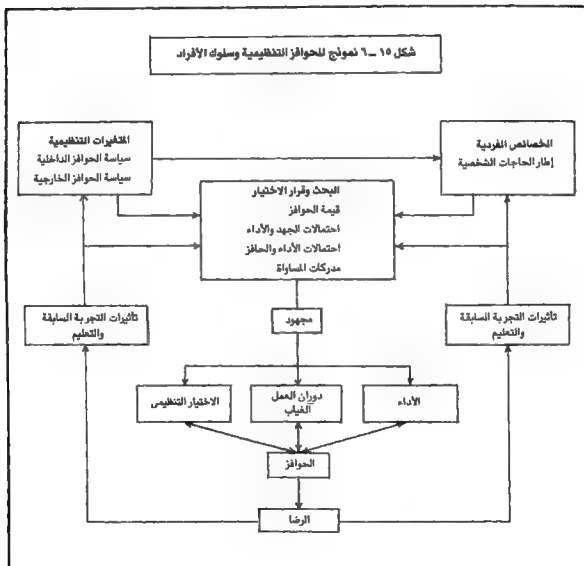 شكل ١٥ – ٦ نموذج للحوافز التنظيمية وسلوك الأفراد
الخصائص الفردية
إطار الحاجات الشخصية
المتغيرات التنظيمية
سياسة الحوافز الداخلية
سياسة الحوافز الخارجية
البحث وقرار الاختيار
قيمة الحوافز
احتمالات الجهد والأداء
احتمالات الأداء والحافز
مدركات المساواة
تأثيرات التجربة السابقة
والتعليم
تأثيرات التجربة السابقة
والتعليم
مجهود
الأداء
دوران العمل
الغياب
الاختيار التنظيمى
الحوافز
الرضا